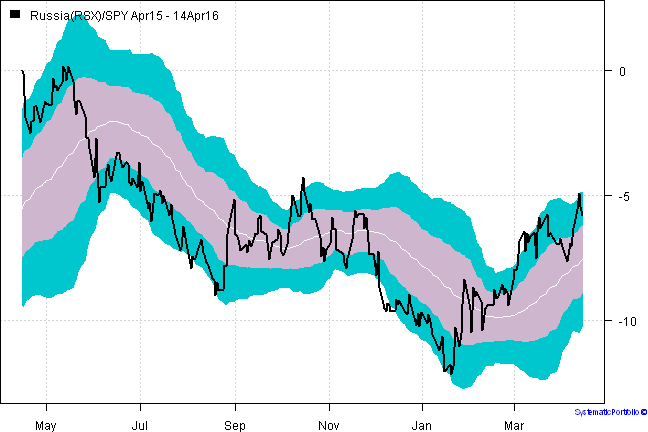 Russia(RSX)/SPY Apr15 - 14Apr16
0
-5
-10
May Jul Sep Nov Jan Mar
SystematicPortfolio ©